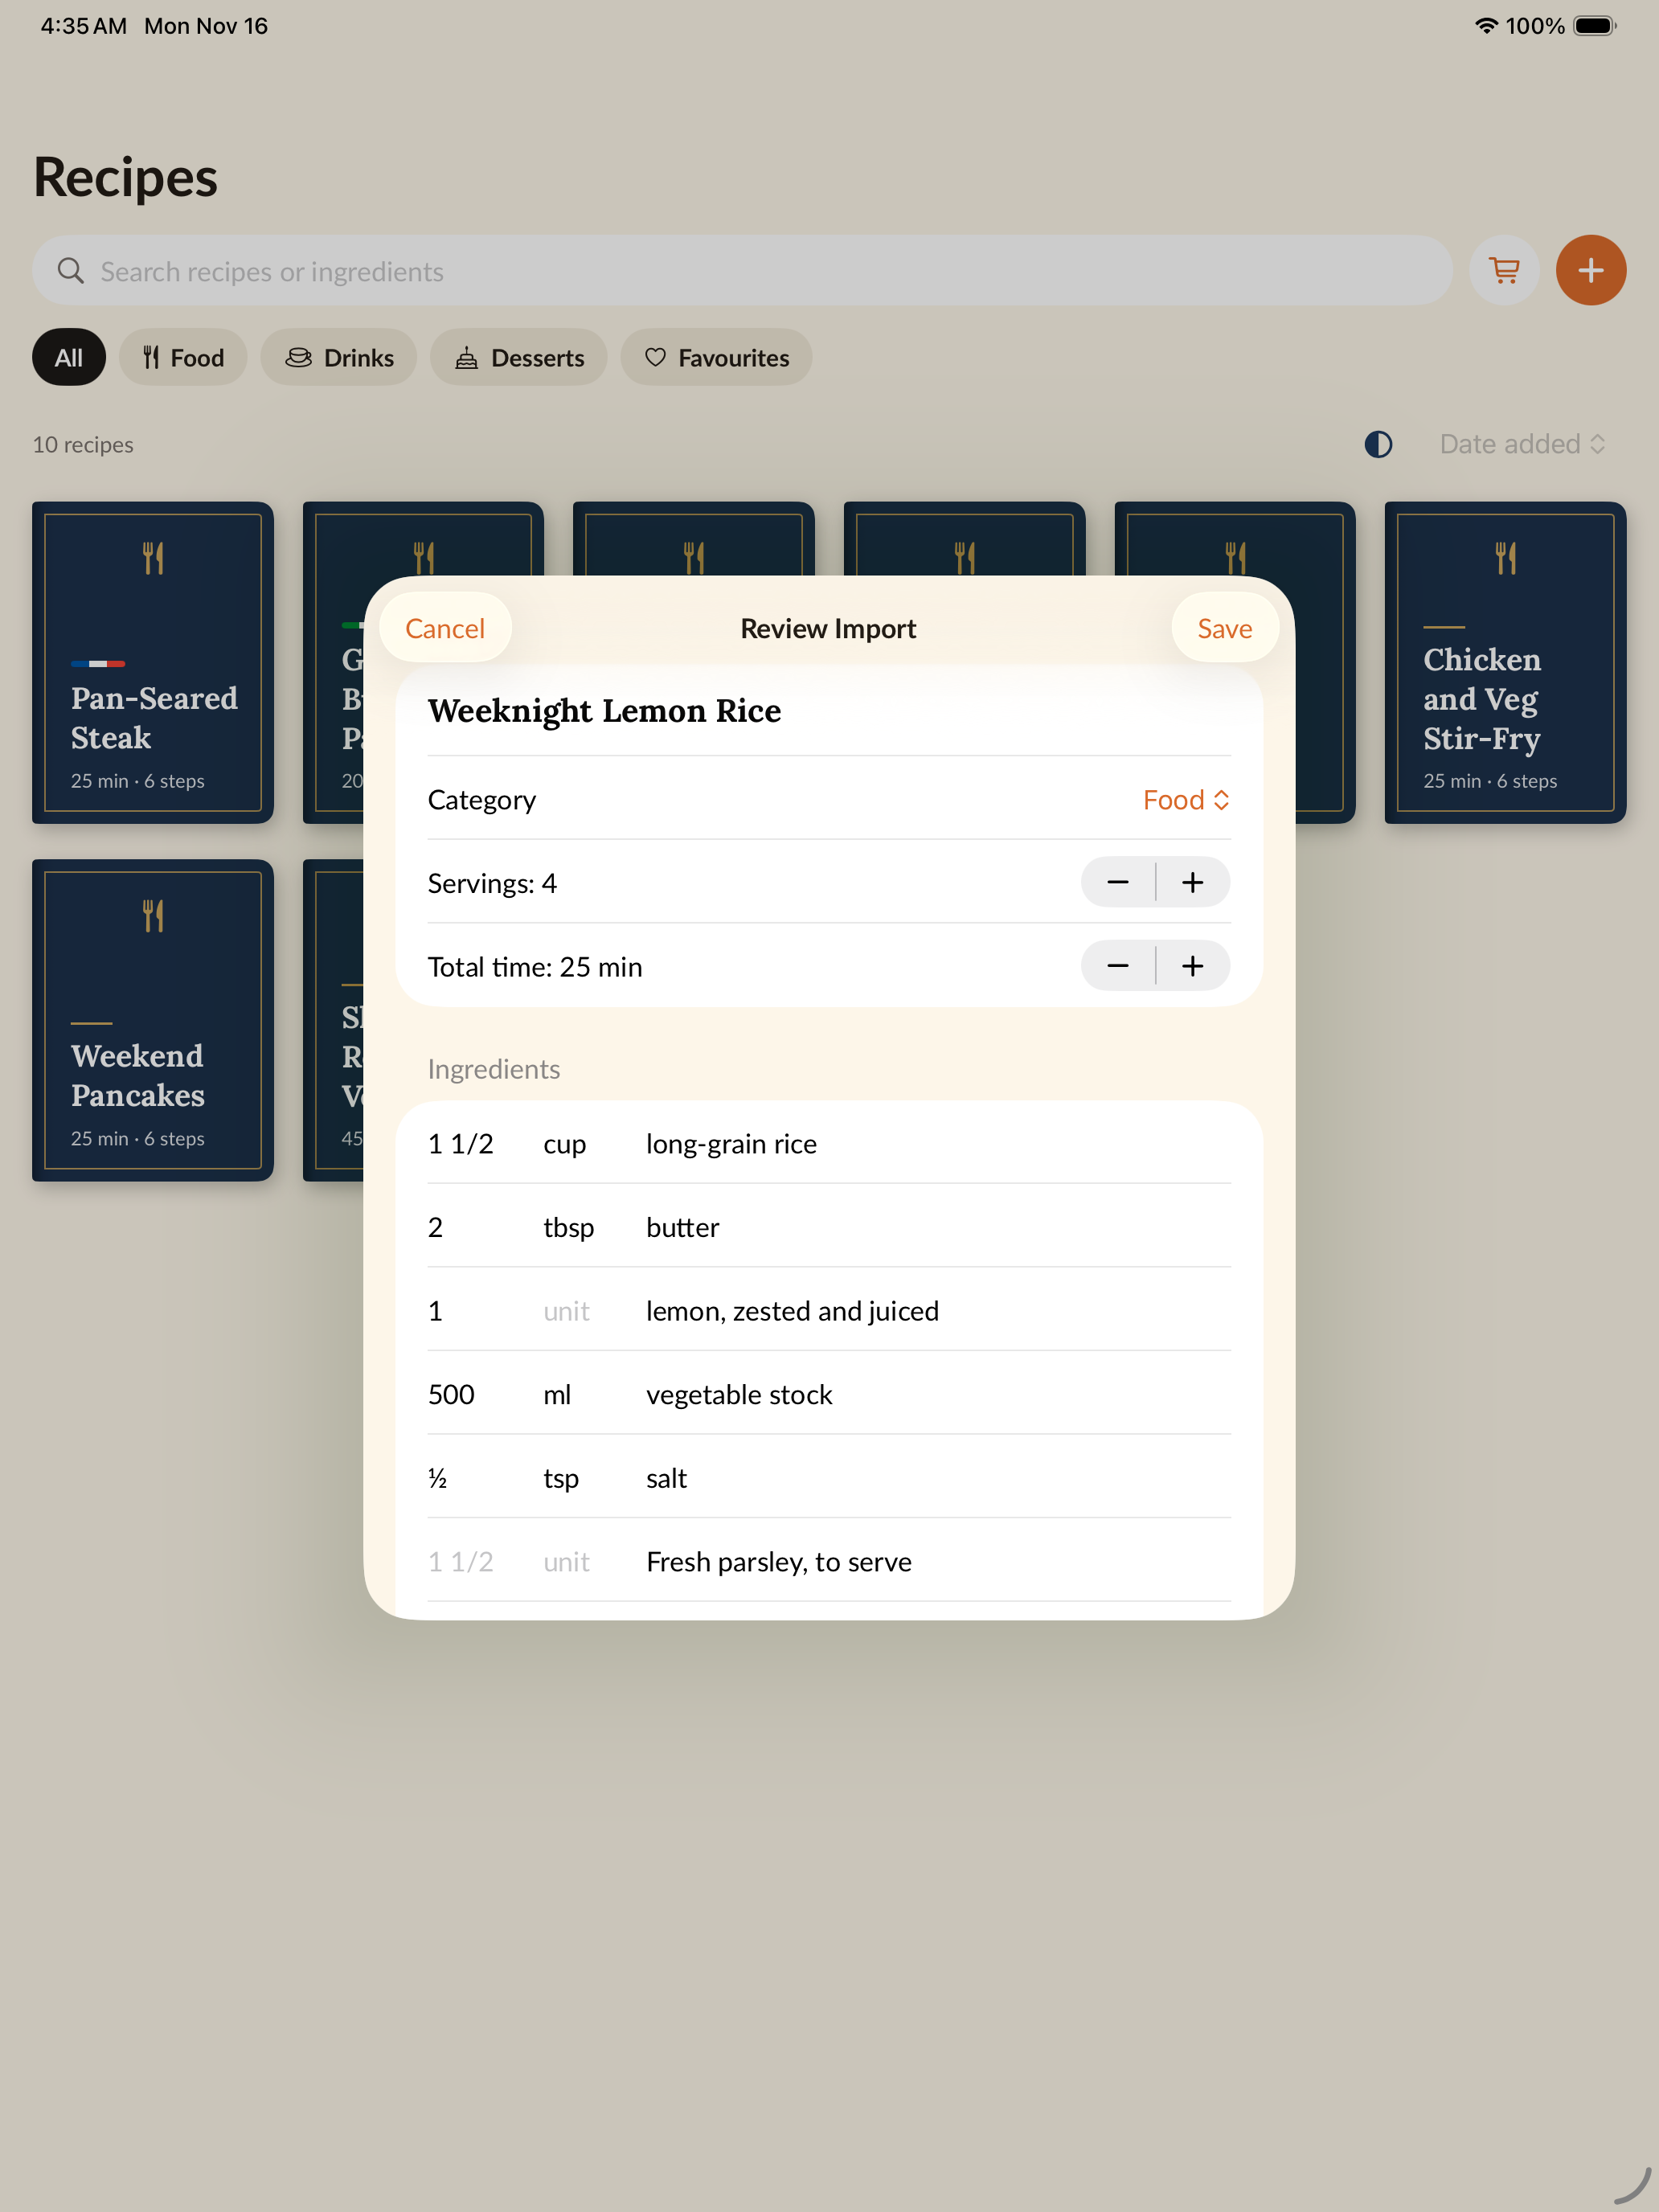 4:35 AM Mon Nov 16
100%
Recipes
Search recipes or ingredients
All
Food
Drinks
Desserts
Favourites
10 recipes
Date added
Pan-Seared
Steak
25 min · 6 steps
Chicken
and Veg
Stir-Fry
25 min · 6 steps
Weekend
Pancakes
25 min · 6 steps
Cancel
Review Import
Save
Weeknight Lemon Rice
Category
Food
Servings: 4
Total time: 25 min
Ingredients
1 1/2 cup long-grain rice
2 tbsp butter
1 unit lemon, zested and juiced
500 ml vegetable stock
½ tsp salt
1 1/2 unit Fresh parsley, to serve